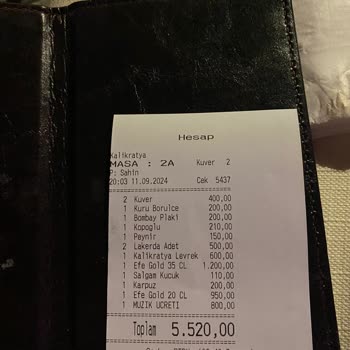 Hesap
Kalikratya
MASA : 2A Kuver 2
P: Sahin
20:03 11.09.2024 Cek 5437
2 Kuver 400,00
1 Kuru Borulce 200,00
1 Bombay Plaki 200,00
1 Kopoglu 210,00
1 Peynir 150,00
2 Lakerda Adet 500,00
1 Kalikratya Levrek 600,00
1 Efe Gold 35 CL 1.200,00
1 Salgam Kucuk 110,00
1 Karpuz 200,00
1 Efe Gold 20 CL 950,00
1 MUZIK UCRETI 800,00
Toplam 5.520,00